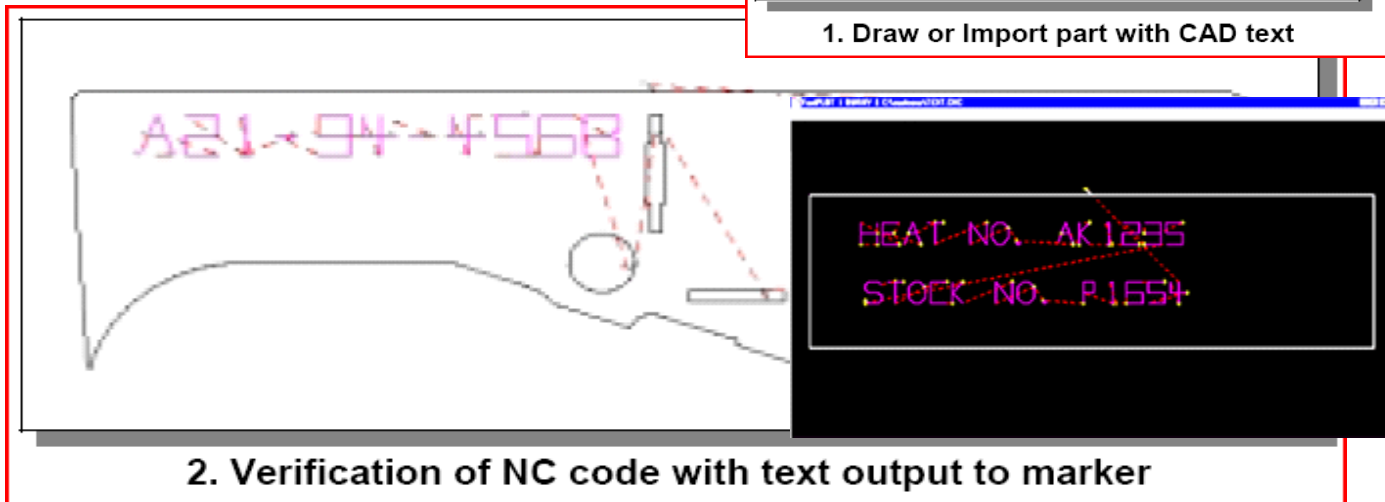 1. Draw or Import part with CAD text
A21-94-4568
HEAT NO. AK1235
STOCK NO. P1654
2. Verification of NC code with text output to marker